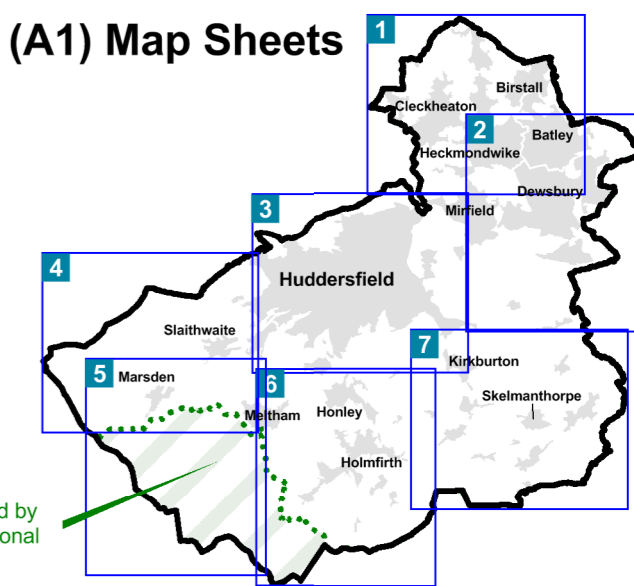 (A1) Map Sheets
1
Birstall
Cleckheaton
2
Batley
Heckmondwike
Dewsbury
3
Mirfield
4
Huddersfield
Slaithwaite
7
5
Kirkburton
Marsden
6
Skelmanthorpe
Meltham
Honley
Holmfirth
d by
ional